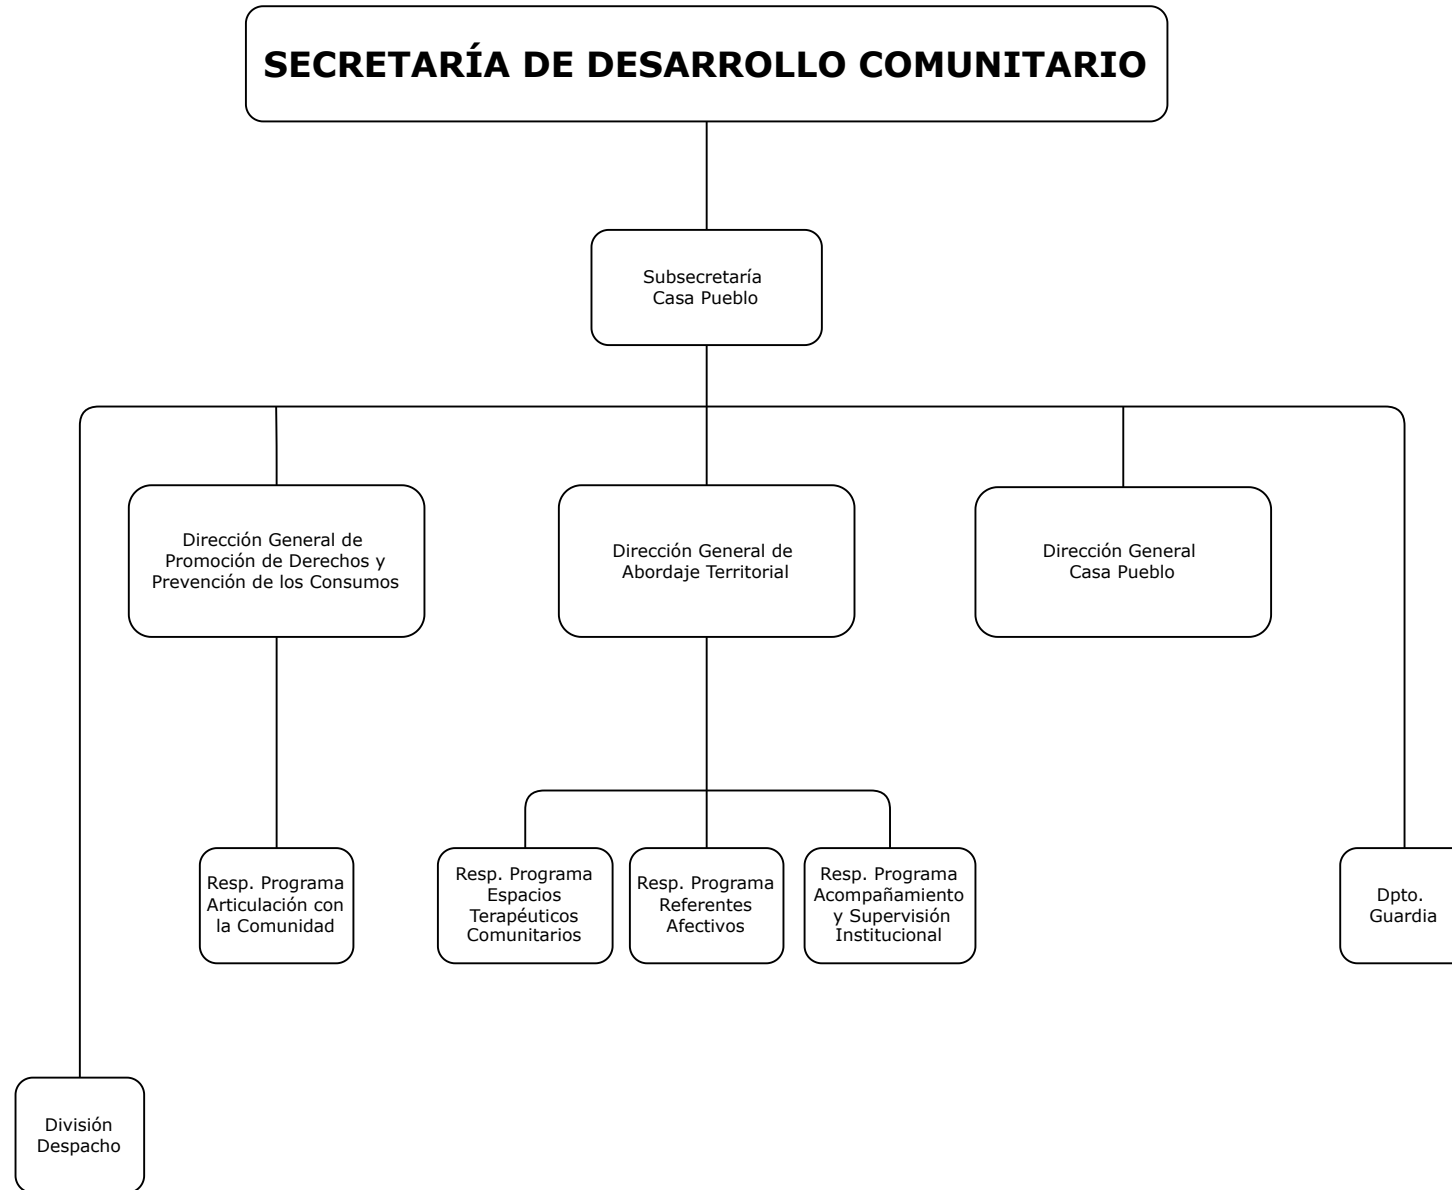 SECRETARÍA DE DESARROLLO COMUNITARIO
Subsecretaría
Casa Pueblo
Dirección General de
Promoción de Derechos y
Prevención de los Consumos
Dirección General de
Abordaje Territorial
Dirección General
Casa Pueblo
Resp. Programa
Articulación con
la Comunidad
Resp. Programa
Espacios
Terapéuticos
Comunitarios
Resp. Programa
Referentes
Afectivos
Resp. Programa
Acompañamiento
y Supervisión
Institucional
Dpto.
Guardia
División
Despacho